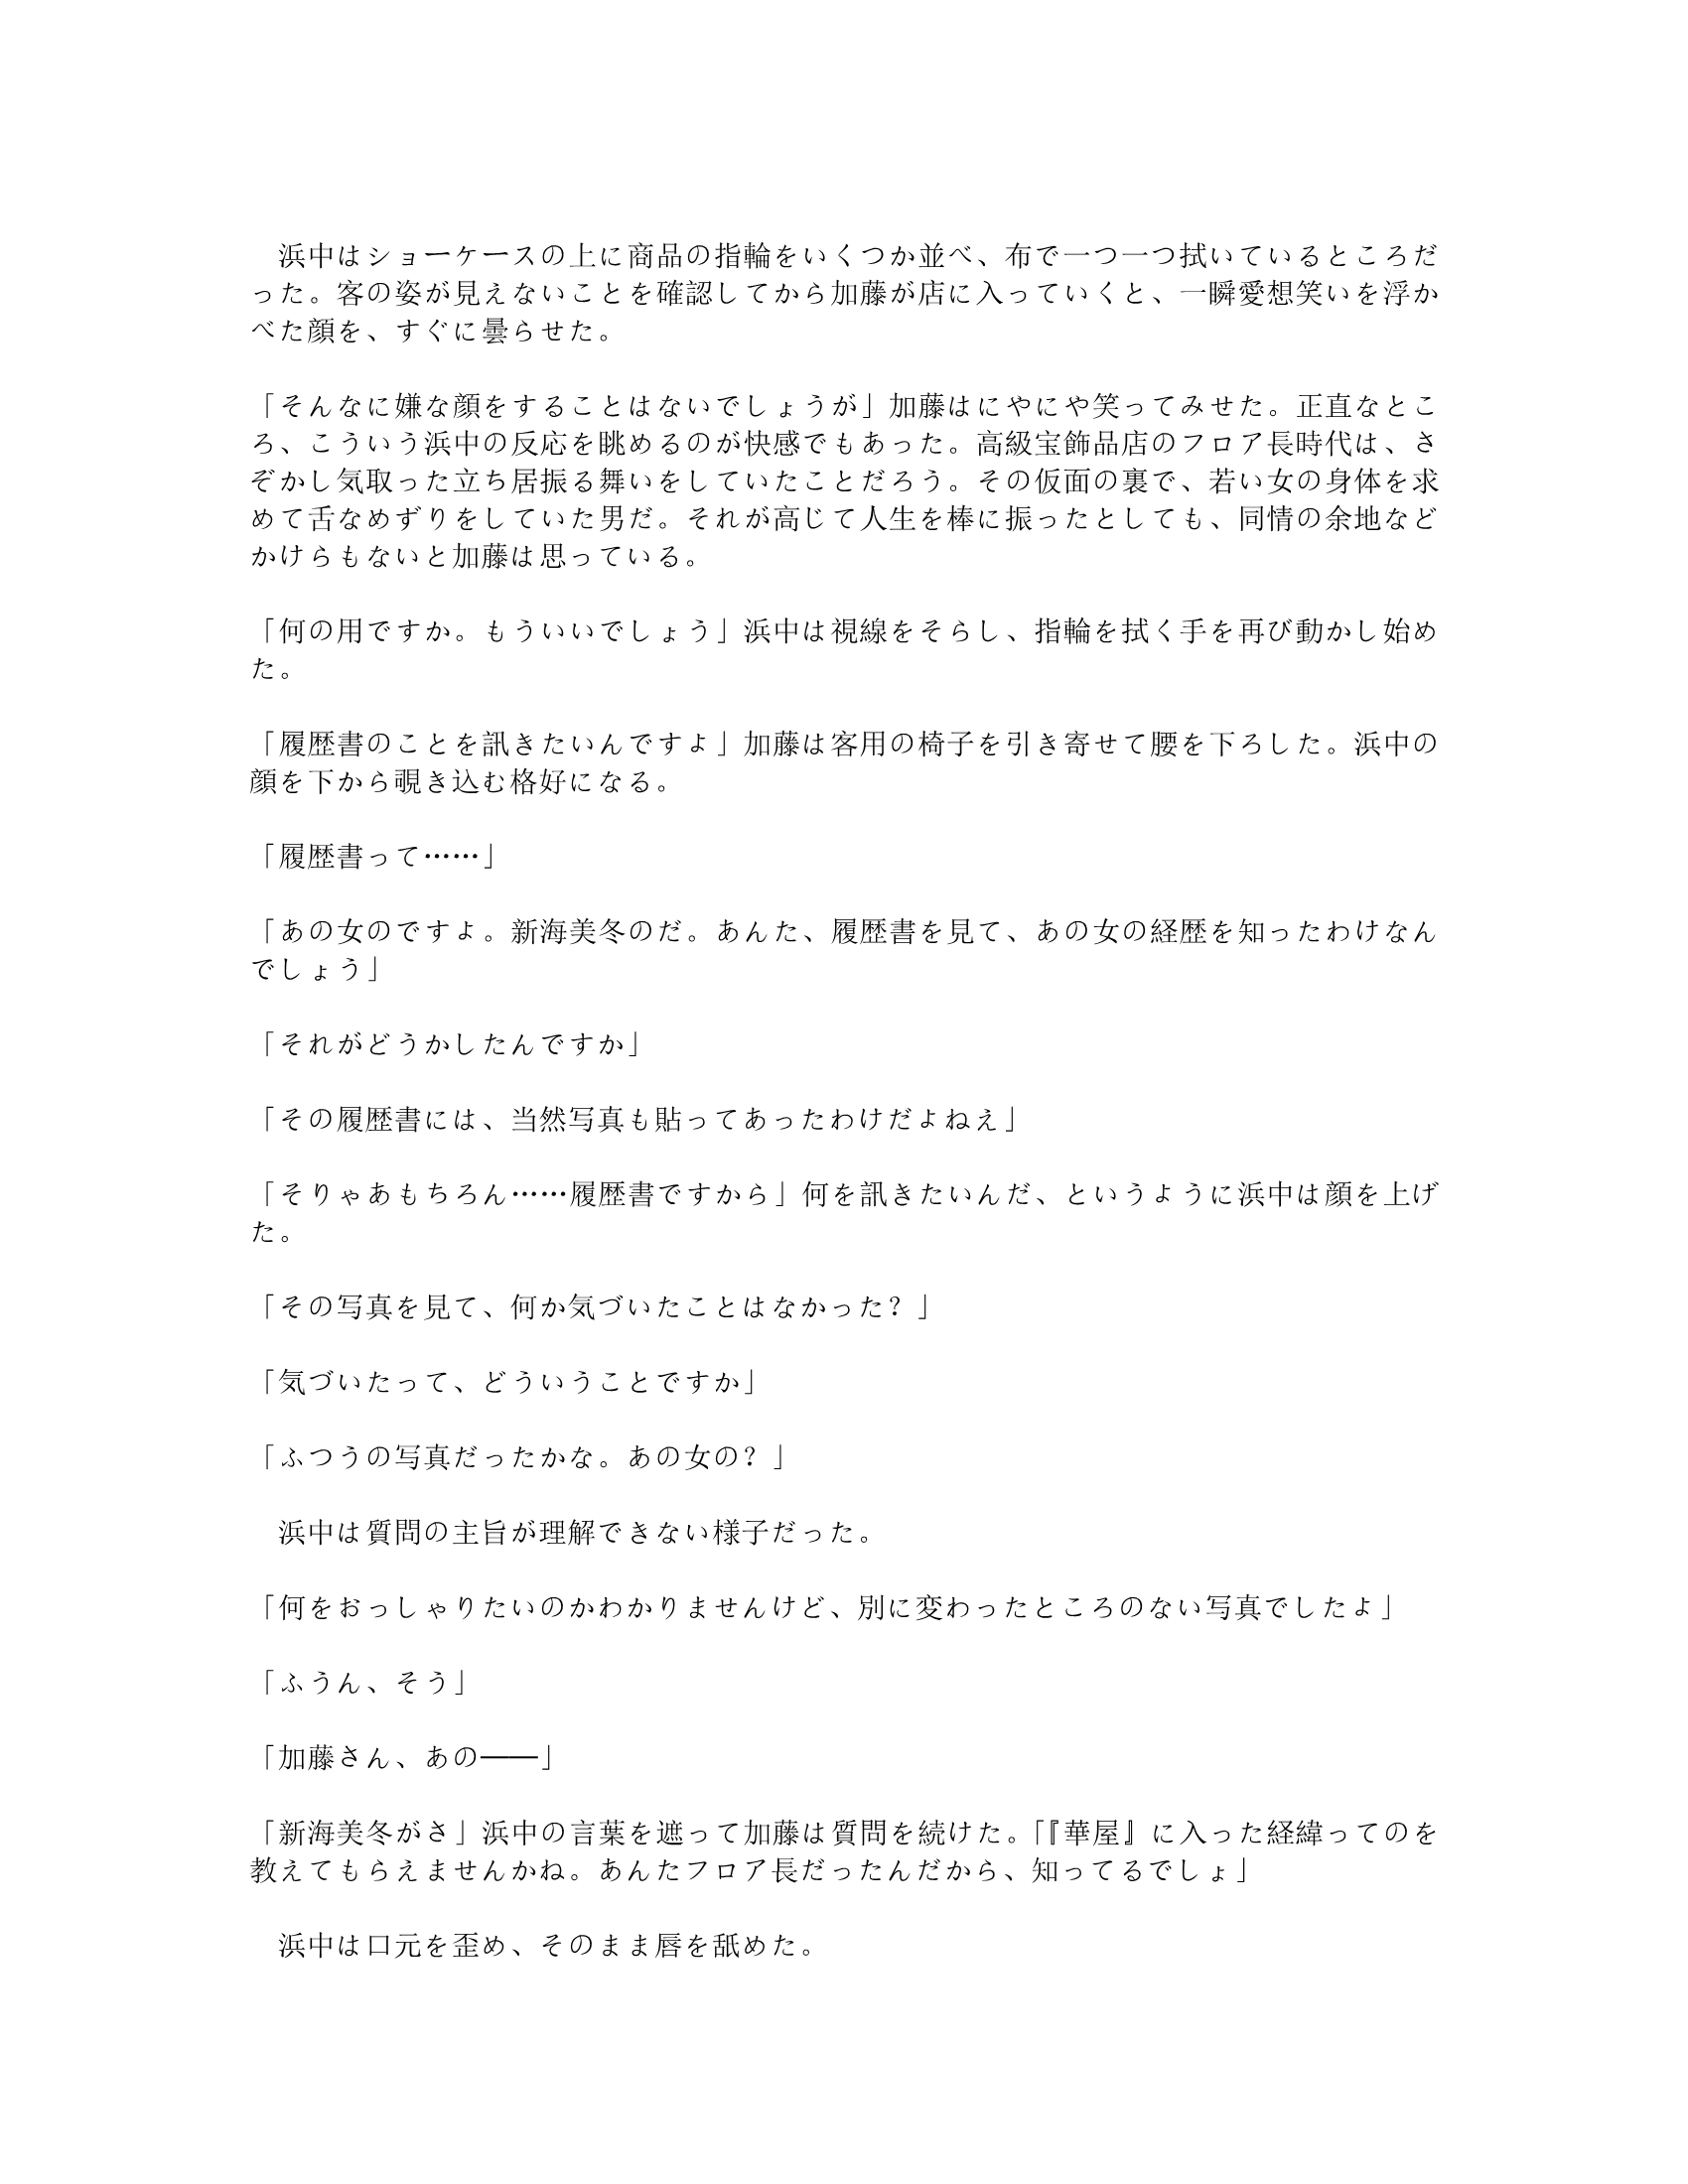 浜中はショーケースの上に商品の指輪をいくつか並べ、布で一つ一つ拭いているところだ
った。客の姿が見えないことを確認してから加藤が店に入っていくと、一瞬愛想笑いを浮か
べた顔を、すぐに曇らせた。
「そんなに嫌な顔をすることはないでしょうが」加藤はにやにや笑ってみせた。正直なとこ
ろ、こういう浜中の反応を眺めるのが快感でもあった。高級宝飾品店のフロア長時代は、さ
ぞかし気取った立ち居振る舞いをしていたことだろう。その仮面の裏で、若い女の身体を求
めて舌なめずりをしていた男だ。それが高じて人生を棒に振ったとしても、同情の余地など
かけらもないと加藤は思っている。
「何の用ですか。もういいでしょう」浜中は視線をそらし、指輪を拭く手を再び動かし始め
た。
「履歴書のことを訊きたいんですよ」加藤は客用の椅子を引き寄せて腰を下ろした。浜中の
顔を下から覗き込む格好になる。
「履歴書って……」
「あの女のですよ。新海美冬のだ。あんた、履歴書を見て、あの女の経歴を知ったわけなん
でしょう」
「それがどうかしたんですか」
「その履歴書には、当然写真も貼ってあったわけだよねえ」
「そりゃあもちろん……履歴書ですから」何を訊きたいんだ、というように浜中は顔を上げ
た。
「その写真を見て、何か気づいたことはなかった？」
「気づいたって、どういうことですか」
「ふつうの写真だったかな。あの女の？」
　浜中は質問の主旨が理解できない様子だった。
「何をおっしゃりたいのかわかりませんけど、別に変わったところのない写真でしたよ」
「ふうん、そう」
「加藤さん、あの――」
「新海美冬がさ」浜中の言葉を遮って加藤は質問を続けた。「『華屋』に入った経緯ってのを
教えてもらえませんかね。あんたフロア長だったんだから、知ってるでしょ」
　浜中は口元を歪め、そのまま唇を舐めた。